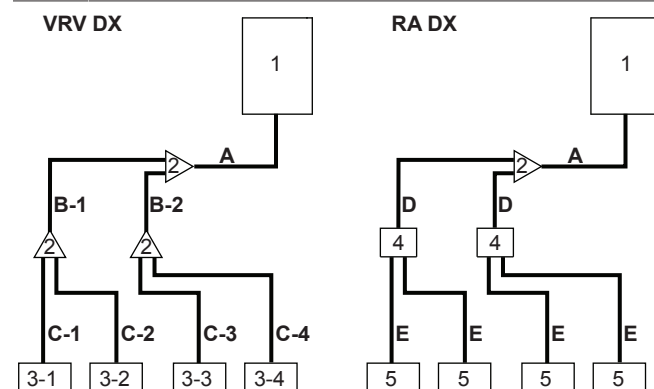 VRV DX RA DX
1 1
2 A 2 A
B-1 B-2 D D
2 2 4 4
C-1 C-2 C-3 C-4 E E E E
3-1 3-2 3-3 3-4 5 5 5 5